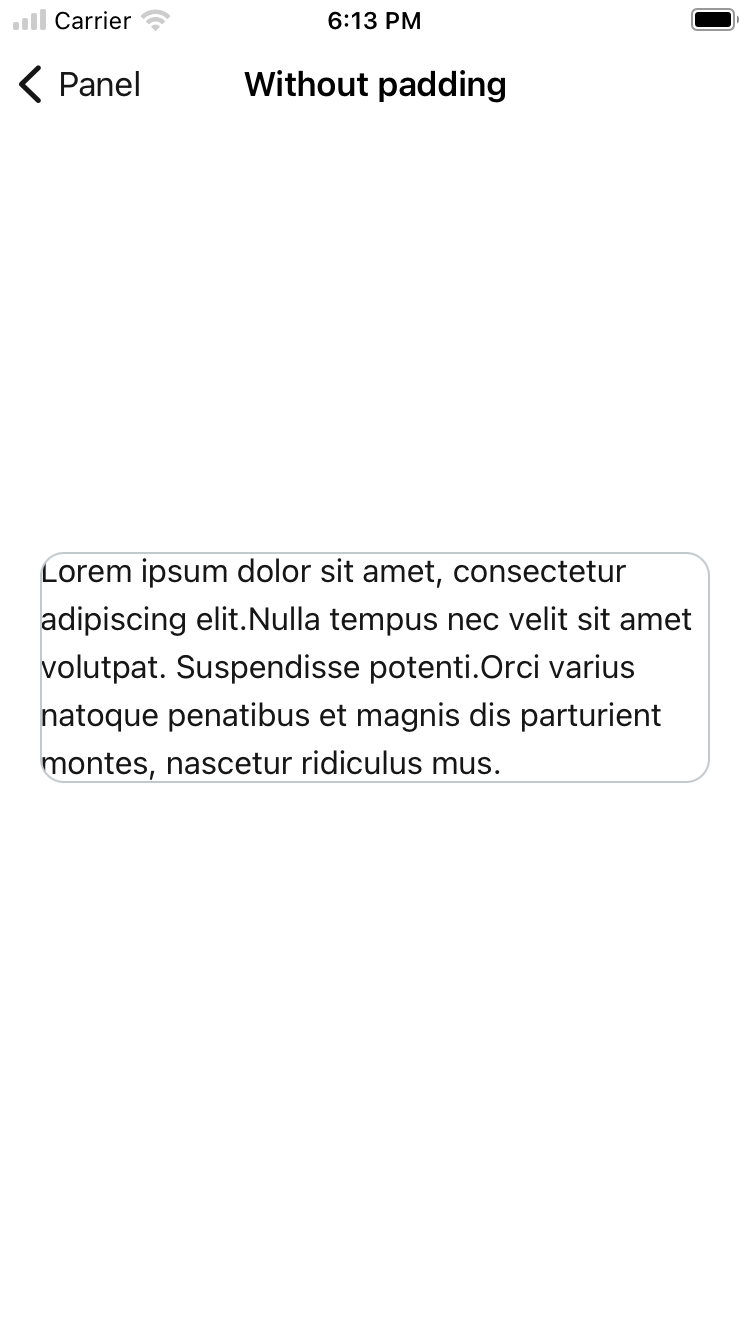 Carrier 6:13 PM
Panel Without padding
Lorem ipsum dolor sit amet, consectetur
adipiscing elit.Nulla tempus nec velit sit amet
volutpat. Suspendisse potenti.Orci varius
natoque penatibus et magnis dis parturient
montes, nascetur ridiculus mus.